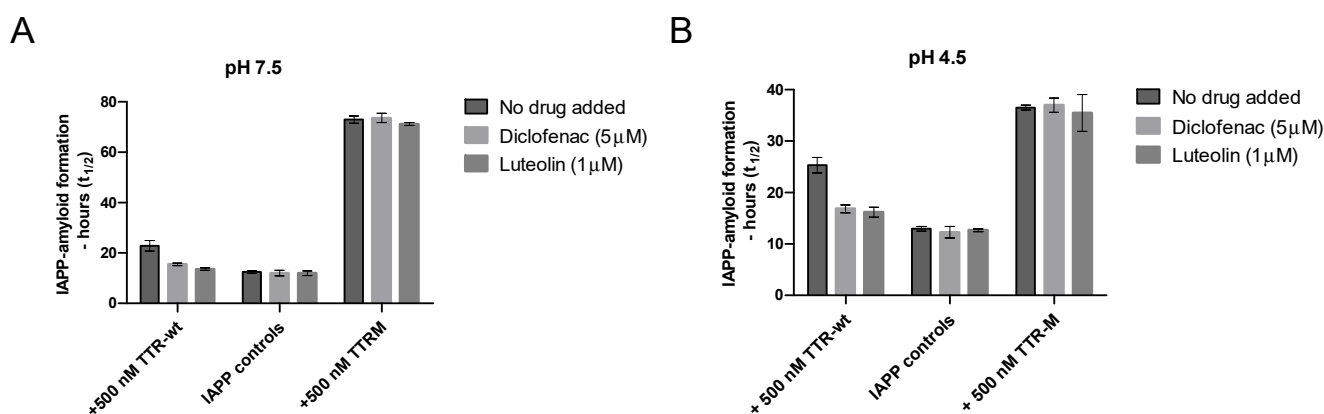 A
pH 7.5
IAPP-amyloid formation
- hours (t1/2)
80
60
40
20
0
+500 nM TTR-wt
IAPP controls
+500 nM TTRM
No drug added
Diclofenac (5µM)
Luteolin (1µM)
B
pH 4.5
IAPP-amyloid formation
- hours (t1/2)
40
30
20
10
0
+ 500 nM TTR-wt
IAPP controls
+ 500 nM TTR-M
No drug added
Diclofenac (5µM)
Luteolin (1µM)